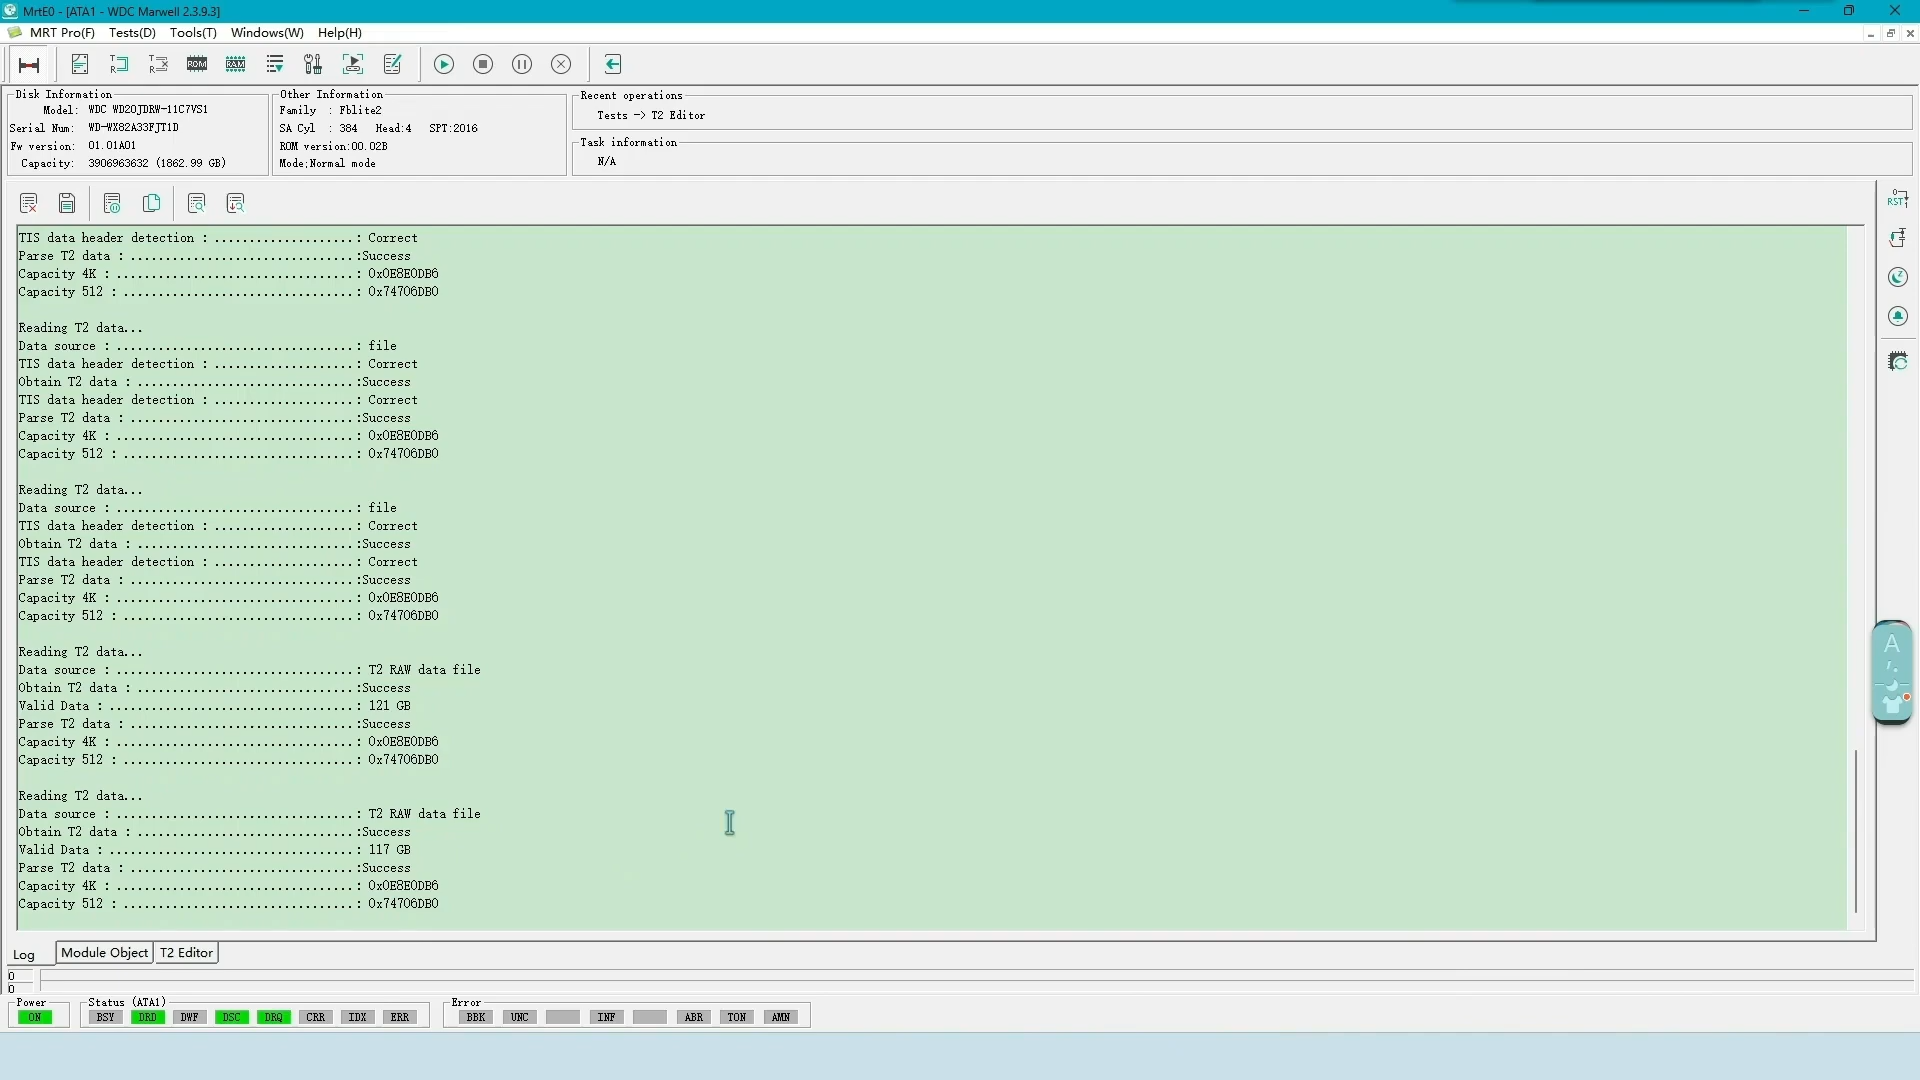 MrtE0 - [ATA1 - WDC Marwell 2.3.9.3]
MRT Pro(F) Tests(D) Tools(T) Windows(W) Help(H)
Disk Information
Model: WDC WD20JDRW-11C7VS1
Serial Num: WD-WX82A33FJT1D
Fw version: 01.01A01
Capacity: 3906963632 (1862.99 GB)
Other Information
Family : Fblite2
SA Cyl : 384 Head:4 SPT:2016
ROM version:00.02B
Mode:Normal mode
Recent operations
Tests -> T2 Editor
Task information
N/A
TIS data header detection : ....................: Correct
Parse T2 data : ................................:Success
Capacity 4K : ..................................: 0x0E8E0DB6
Capacity 512 : .................................: 0x74706DB0
Reading T2 data...
Data source : ..................................: file
TIS data header detection : ....................: Correct
Obtain T2 data : ...............................:Success
TIS data header detection : ....................: Correct
Parse T2 data : ................................:Success
Capacity 4K : ..................................: 0x0E8E0DB6
Capacity 512 : .................................: 0x74706DB0
Reading T2 data...
Data source : ..................................: file
TIS data header detection : ....................: Correct
Obtain T2 data : ...............................:Success
TIS data header detection : ....................: Correct
Parse T2 data : ................................:Success
Capacity 4K : ..................................: 0x0E8E0DB6
Capacity 512 : .................................: 0x74706DB0
Reading T2 data...
Data source : ..................................: T2 RAW data file
Obtain T2 data : ...............................:Success
Valid Data : ...................................: 121 GB
Parse T2 data : ................................:Success
Capacity 4K : ..................................: 0x0E8E0DB6
Capacity 512 : .................................: 0x74706DB0
Reading T2 data...
Data source : ..................................: T2 RAW data file
Obtain T2 data : ...............................:Success
Valid Data : ...................................: 117 GB
Parse T2 data : ................................:Success
Capacity 4K : ..................................: 0x0E8E0DB6
Capacity 512 : .................................: 0x74706DB0
RST
A
Log Module Object T2 Editor
0
0
Power Status (ATA1) Error
ON BSY DRD DWF DSC DRQ CRR IDX ERR BBK UNC INF ABR TON AMN